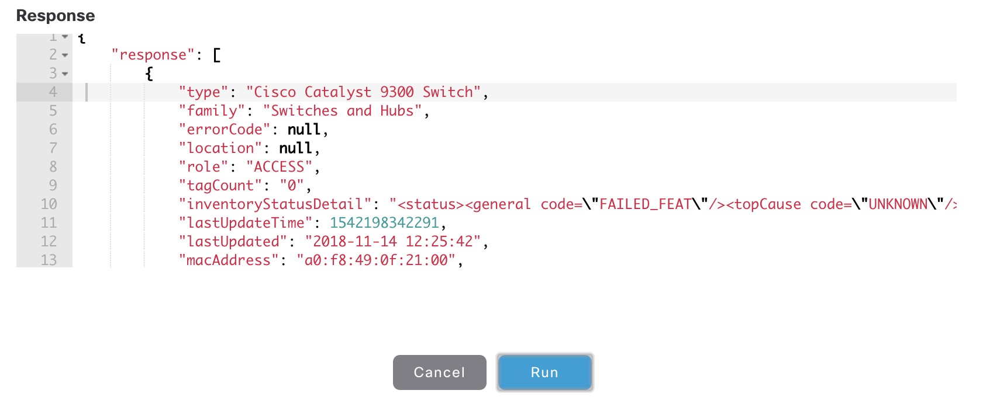 Response
1 {
2 "response": [
3 {
4 "type": "Cisco Catalyst 9300 Switch",
5 "family": "Switches and Hubs",
6 "errorCode": null,
7 "location": null,
8 "role": "ACCESS",
9 "tagCount": "0",
10 "inventoryStatusDetail": "<status><general code=\"FAILED_FEAT\"/><topCause code=\"UNKNOWN\"/>
11 "lastUpdateTime": 1542198342291,
12 "lastUpdated": "2018-11-14 12:25:42",
13 "macAddress": "a0:f8:49:0f:21:00",
Cancel Run